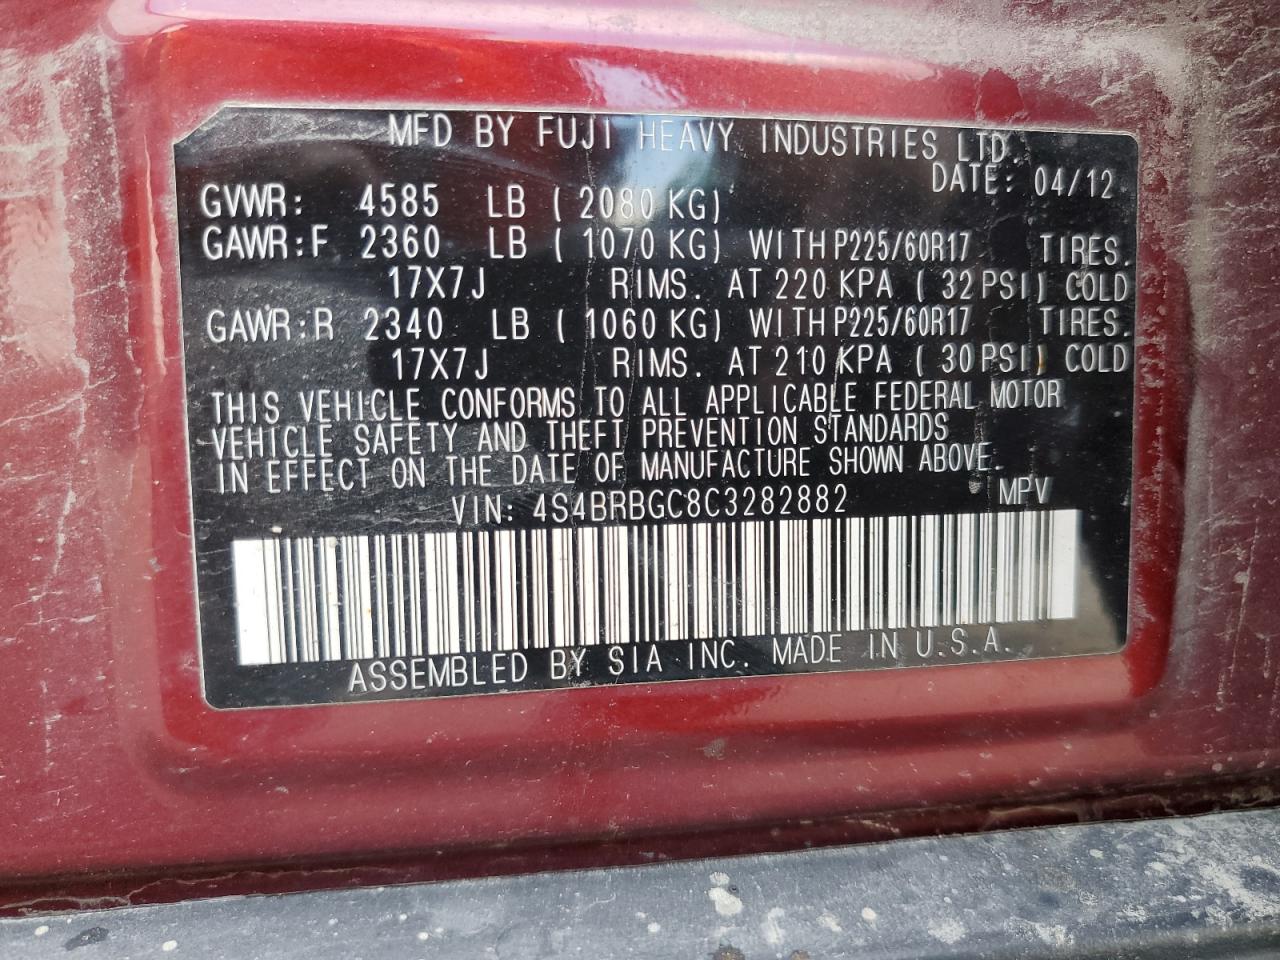 MFD BY FUJI HEAVY INDUSTRIES LTD.
DATE: 04/12
GVWR: 4585 LB (2080 KG)
GAWR:F 2360 LB (1070 KG) WITH P225/60R17 TIRES.
17X7J RIMS. AT 220 KPA (32 PSI) COLD
GAWR:R 2340 LB (1060 KG) WITH P225/60R17 TIRES.
17X7J RIMS. AT 210 KPA (30 PSI) COLD
THIS VEHICLE CONFORMS TO ALL APPLICABLE FEDERAL MOTOR
VEHICLE SAFETY AND THEFT PREVENTION STANDARDS
IN EFFECT ON THE DATE OF MANUFACTURE SHOWN ABOVE.
VIN: 4S4BRBGC8C3282882 MPV
ASSEMBLED BY SIA INC. MADE IN U.S.A.